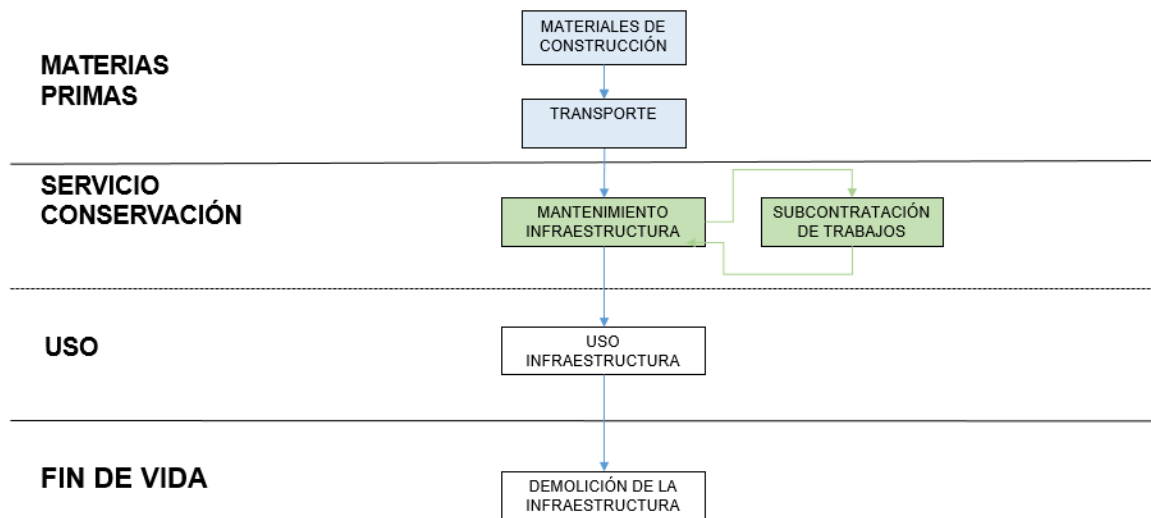 MATERIAS
PRIMAS
MATERIALES DE
CONSTRUCCIÓN
TRANSPORTE
SERVICIO
CONSERVACIÓN
MANTENIMIENTO
INFRAESTRUCTURA
SUBCONTRATACIÓN
DE TRABAJOS
USO
USO
INFRAESTRUCTURA
FIN DE VIDA
DEMOLICIÓN DE LA
INFRAESTRUCTURA